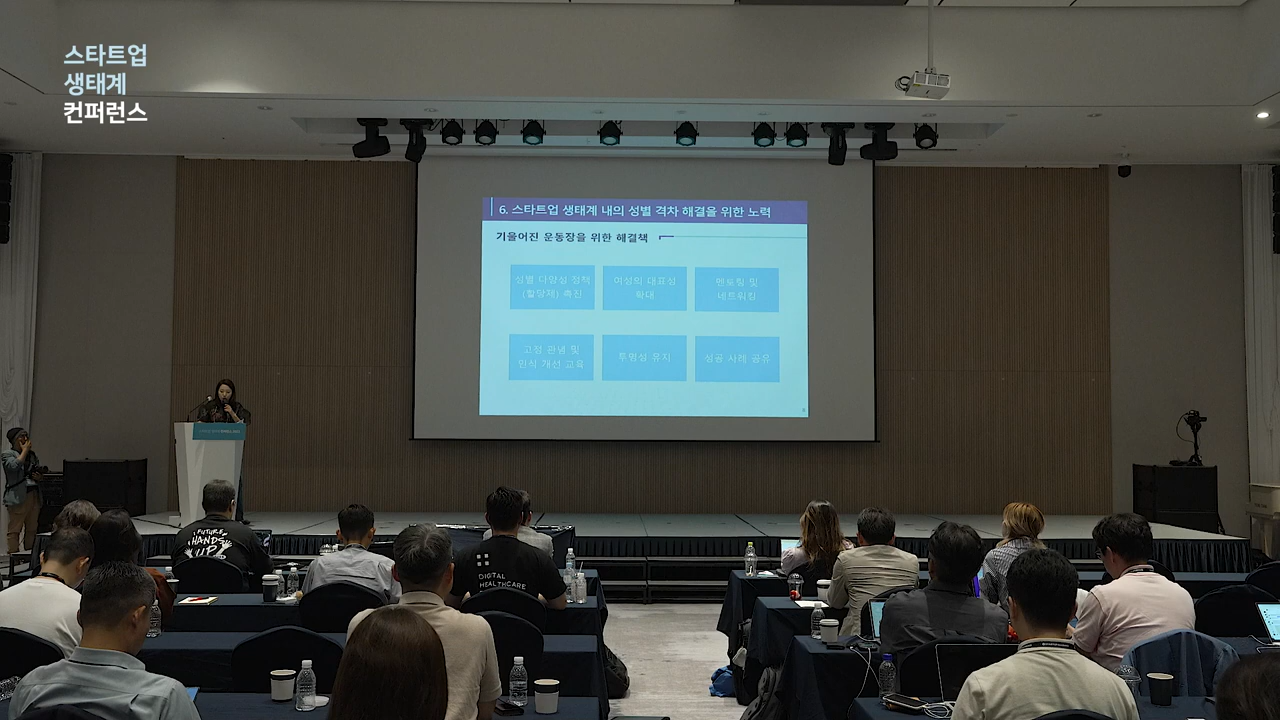 스타트업
생태계
컨퍼런스
6. 스타트업 생태계 내의 성별 격차 해결을 위한 노력
기울어진 운동장을 위한 해결책
성별 다양성 정책
(할당제) 촉진
여성의 대표성
확대
멘토링 및
네트워킹
고정 관념 및
인식 개선 교육
투명성 유지
성공 사례 공유
FUTURE
HANDS
UP
DIGITAL
HEALTHCARE